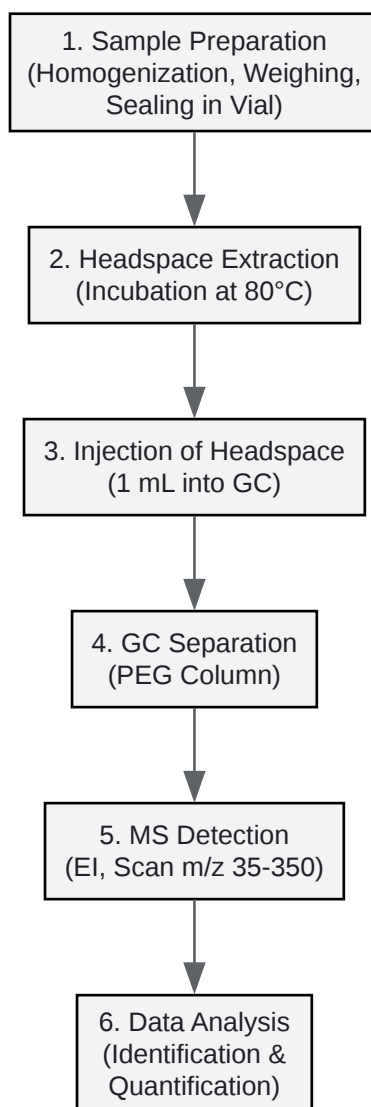 1. Sample Preparation
(Homogenization, Weighing,
Sealing in Vial)
2. Headspace Extraction
(Incubation at 80°C)
3. Injection of Headspace
(1 mL into GC)
4. GC Separation
(PEG Column)
5. MS Detection
(EI, Scan m/z 35-350)
6. Data Analysis
(Identification &
Quantification)